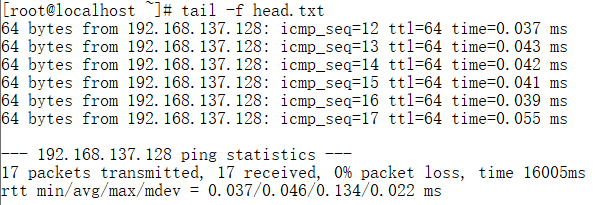 [root@localhost ~]# tail -f head.txt
64 bytes from 192.168.137.128: icmp_seq=12 ttl=64 time=0.037 ms
64 bytes from 192.168.137.128: icmp_seq=13 ttl=64 time=0.043 ms
64 bytes from 192.168.137.128: icmp_seq=14 ttl=64 time=0.042 ms
64 bytes from 192.168.137.128: icmp_seq=15 ttl=64 time=0.041 ms
64 bytes from 192.168.137.128: icmp_seq=16 ttl=64 time=0.039 ms
64 bytes from 192.168.137.128: icmp_seq=17 ttl=64 time=0.055 ms

--- 192.168.137.128 ping statistics ---
17 packets transmitted, 17 received, 0% packet loss, time 16005ms
rtt min/avg/max/mdev = 0.037/0.046/0.134/0.022 ms